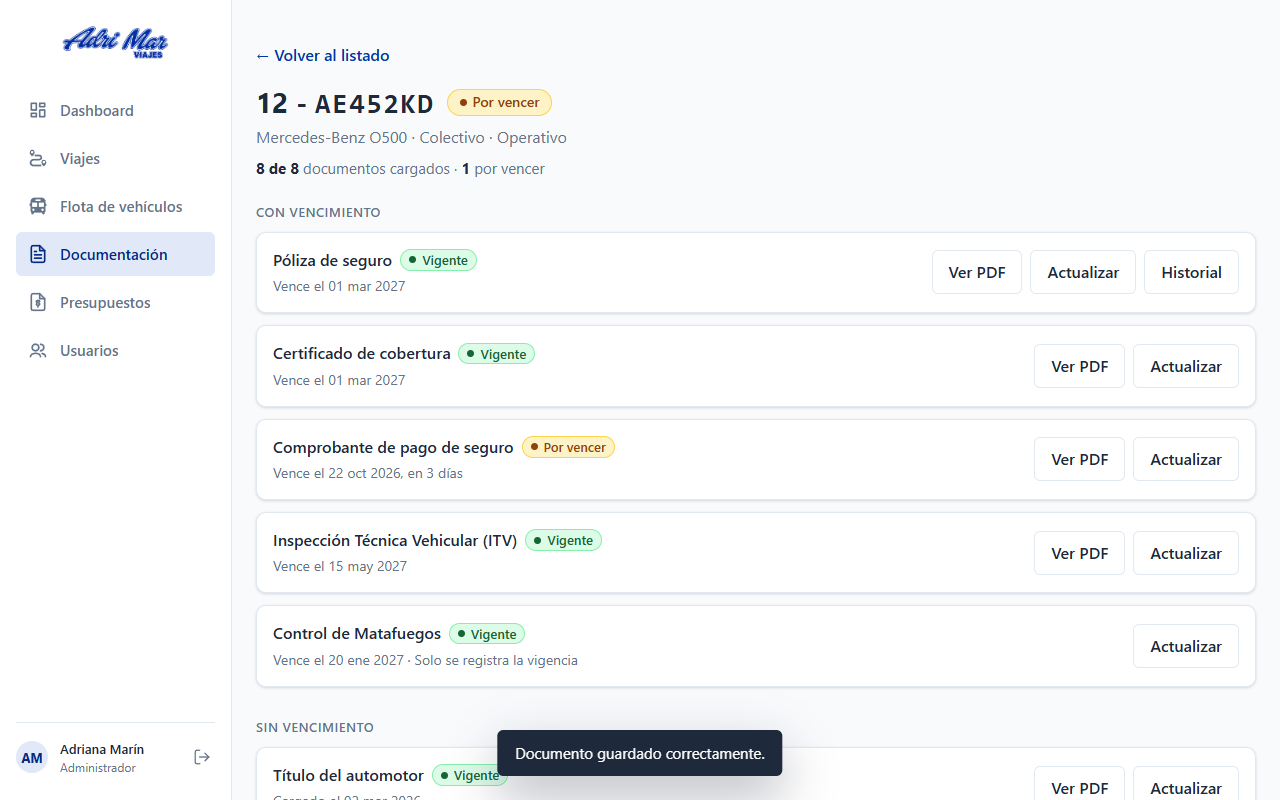 Adri Mar
VIAJES
Dashboard
Viajes
Flota de vehículos
Documentación
Presupuestos
Usuarios
AM
Adriana Marín
Administrador
← Volver al listado
12 - AE452KD
Por vencer
Mercedes-Benz O500 · Colectivo · Operativo
8 de 8 documentos cargados · 1 por vencer
CON VENCIMIENTO
Póliza de seguro
Vigente
Vence el 01 mar 2027
Ver PDF
Actualizar
Historial
Certificado de cobertura
Vigente
Vence el 01 mar 2027
Ver PDF
Actualizar
Comprobante de pago de seguro
Por vencer
Vence el 22 oct 2026, en 3 días
Ver PDF
Actualizar
Inspección Técnica Vehicular (ITV)
Vigente
Vence el 15 may 2027
Ver PDF
Actualizar
Control de Matafuegos
Vigente
Vence el 20 ene 2027 · Solo se registra la vigencia
Actualizar
SIN VENCIMIENTO
Título del automotor
Vigente
Ver PDF
Actualizar
Documento guardado correctamente.